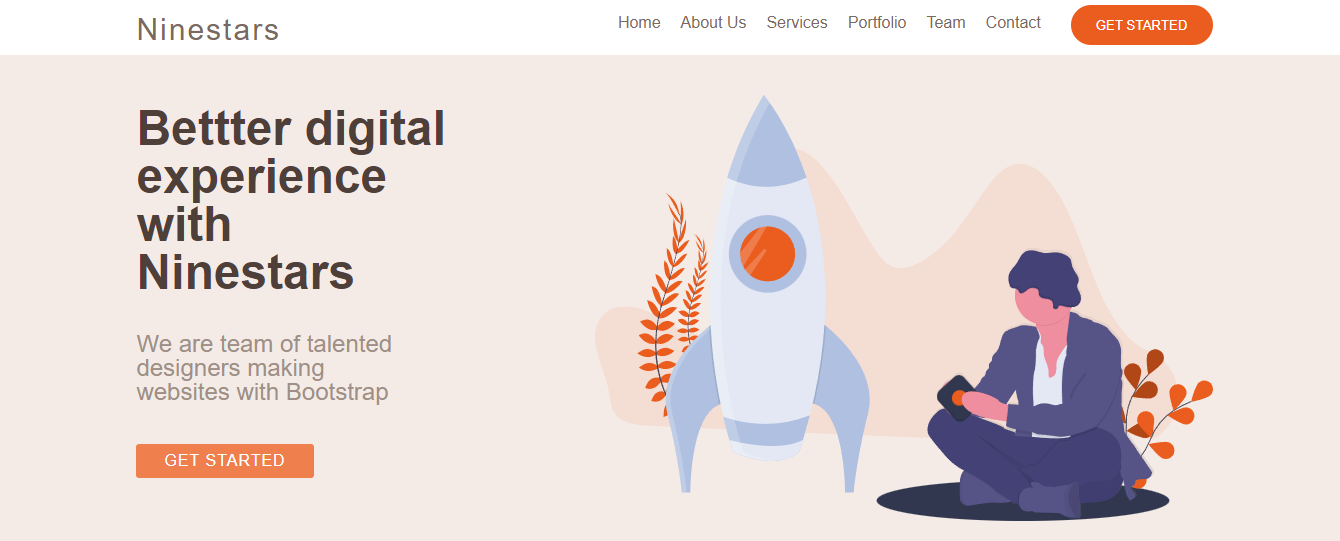 Ninestars
Home About Us Services Portfolio Team Contact GET STARTED
Bettter digital
experience
with
Ninestars
We are team of talented
designers making
websites with Bootstrap
GET STARTED